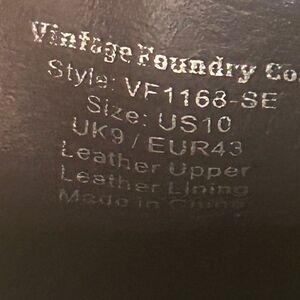 Vintage Foundry Co.
Style: VF1168-SE
Size: US10
UK9 / EUR43
Leather Upper
Leather Lining
Made in China